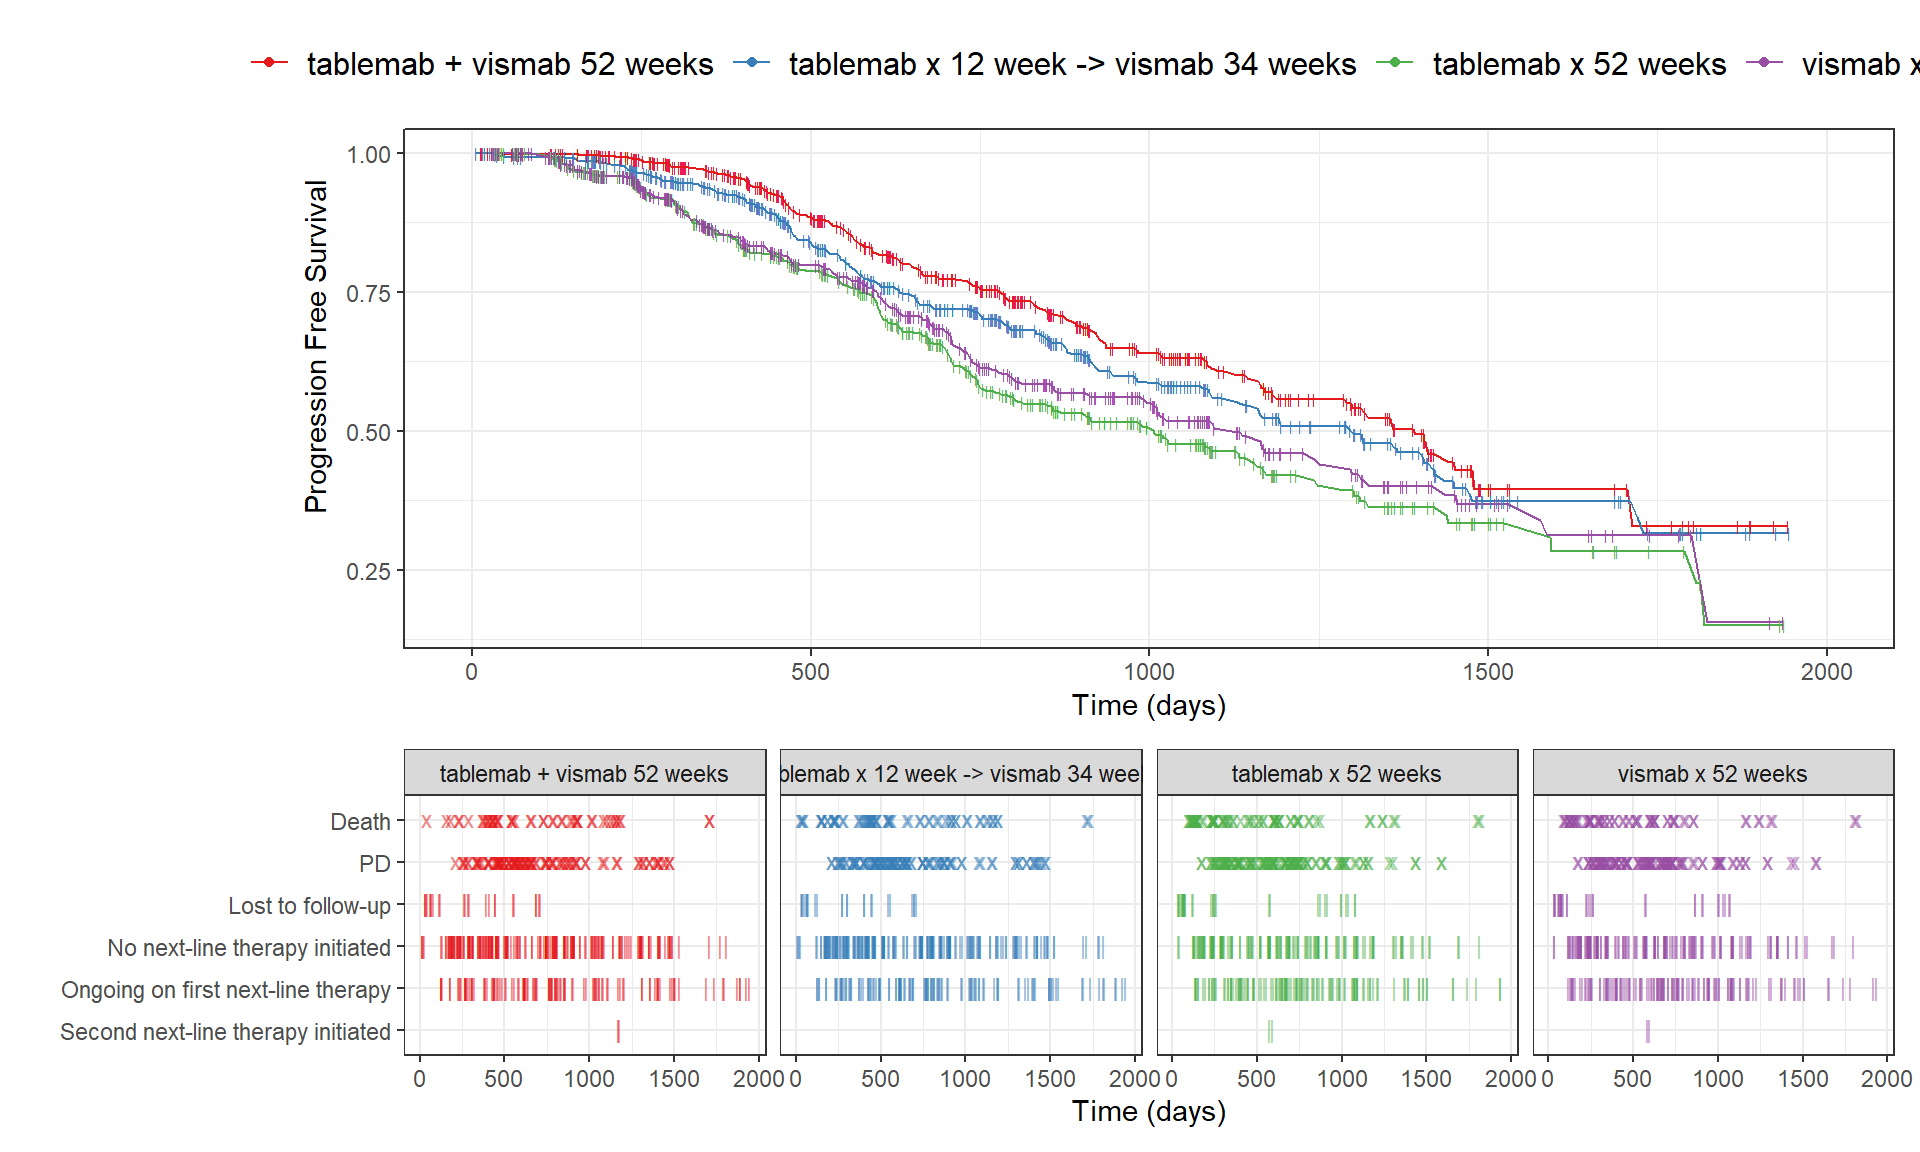 tablemab + vismab 52 weeks tablemab x 12 week -> vismab 34 weeks tablemab x 52 weeks vismab x
Progression Free Survival
1.00
0.75
0.50
0.25
0 500 1000 1500 2000
Time (days)
tablemab + vismab 52 weeks blemab x 12 week -> vismab 34 wee tablemab x 52 weeks vismab x 52 weeks
Death
PD
Lost to follow-up
No next-line therapy initiated
Ongoing on first next-line therapy
Second next-line therapy initiated
0 500 1000 1500 2000 0 500 1000 1500 2000 0 500 1000 1500 2000 0 500 1000 1500 2000
Time (days)